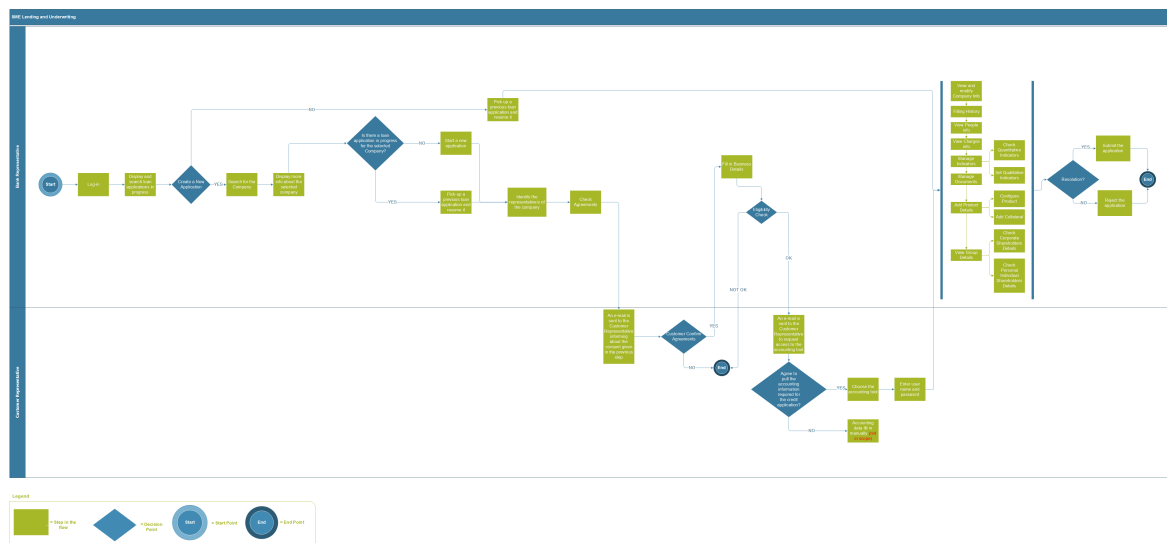 SME Lending and Underwriting
Bank Representative
Customer Representative
Start
Log in
Display and
search loan
applications in
progress
Create a New
Application
NO
YES
Search for the
Company
Display more
info about the
selected
company
Is there a loan
application in progress
for the selected
Company?
NO
YES
Start a new
application
Pick up a
previous loan
application and
resume it
Pick up a
previous loan
application and
resume it
Identify the
representative/s of
the company
Check
Agreements
An e-mail is
sent to the
Customer
Representative
informing
about the
consent given
in the previous
step
Customer Confirm
Agreements
YES
NO
End
Fill in Business
Details
Eligibility
Check
NOT OK
OK
An e-mail is
sent to the
Customer
Representative
to request
access to the
accounting tool
Agree to
pull the
accounting
information
required for
the credit
application?
YES
NO
Choose the
accounting tool
Enter user
name and
password
Accounting
data fill in
manually
View and
modify
Company Info
Filling History
View People
Info
View Charges
Info
Manage
Indicators
Manage
Documents
Add Product
Details
View Group
Details
Check
Quantitative
Indicators
Set Qualitative
Indicators
Configure
Product
Add Collateral
Check
Corporate
Shareholders
Details
Check
Personal
Individual
Shareholders
Details
Resolution?
YES
NO
Submit the
application
Reject the
application
End
Legend
= Step in the
flow
= Decision
Point
Start
= Start Point
End
= End Point